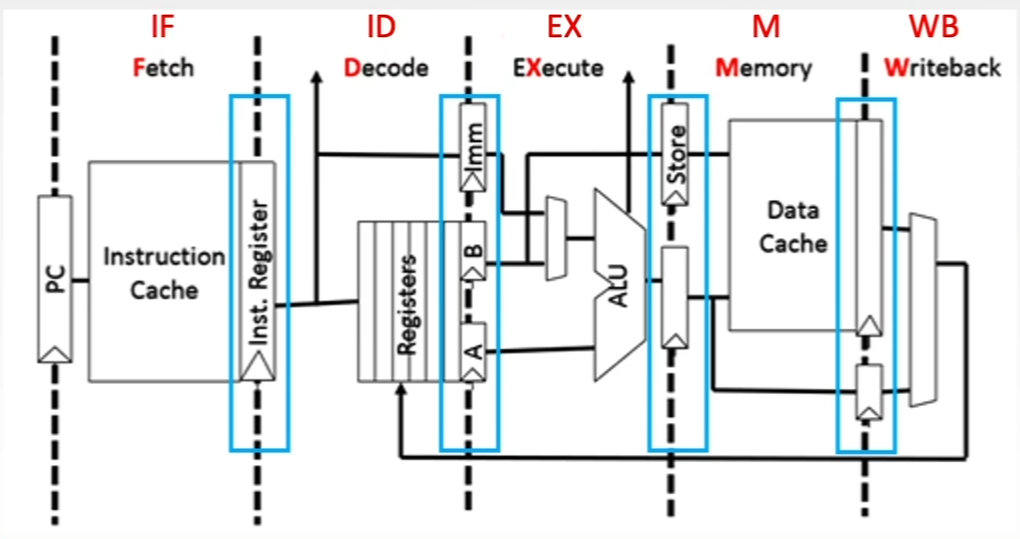 IF
ID
EX
M
WB
Fetch
Decode
EXecute
Memory
Writeback
PC
Instruction
Cache
Inst. Register
Registers
Imm
B
A
ALU
Store
Data
Cache